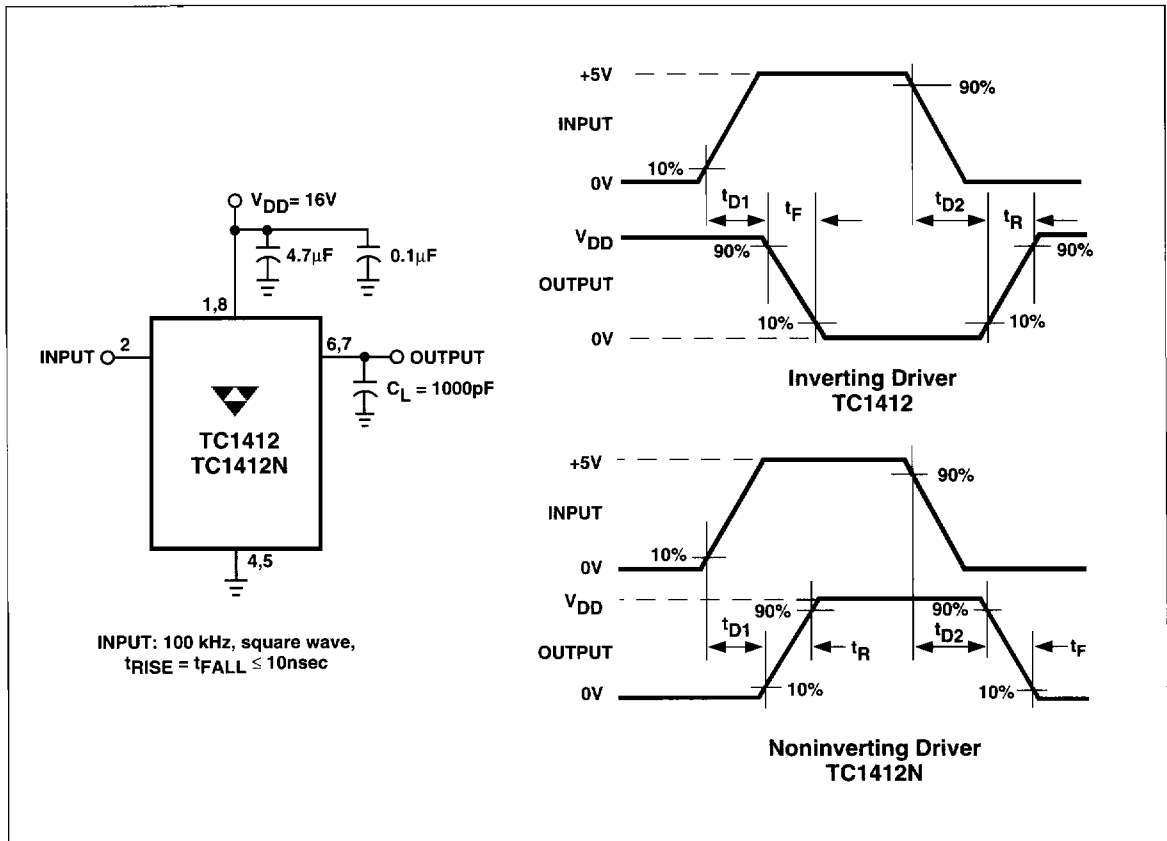 V_DD = 16V
4.7µF
0.1µF
1,8
INPUT
2
6,7
OUTPUT
C_L = 1000pF
TC1412
TC1412N
4,5
INPUT: 100 kHz, square wave,
t_RISE = t_FALL ≤ 10nsec
+5V
90%
INPUT
10%
0V
t_D1
t_F
t_D2
t_R
V_DD
90%
90%
OUTPUT
10%
10%
0V
Inverting Driver
TC1412
+5V
90%
INPUT
10%
0V
V_DD
90%
90%
t_D1
t_R
t_D2
t_F
OUTPUT
10%
10%
0V
Noninverting Driver
TC1412N